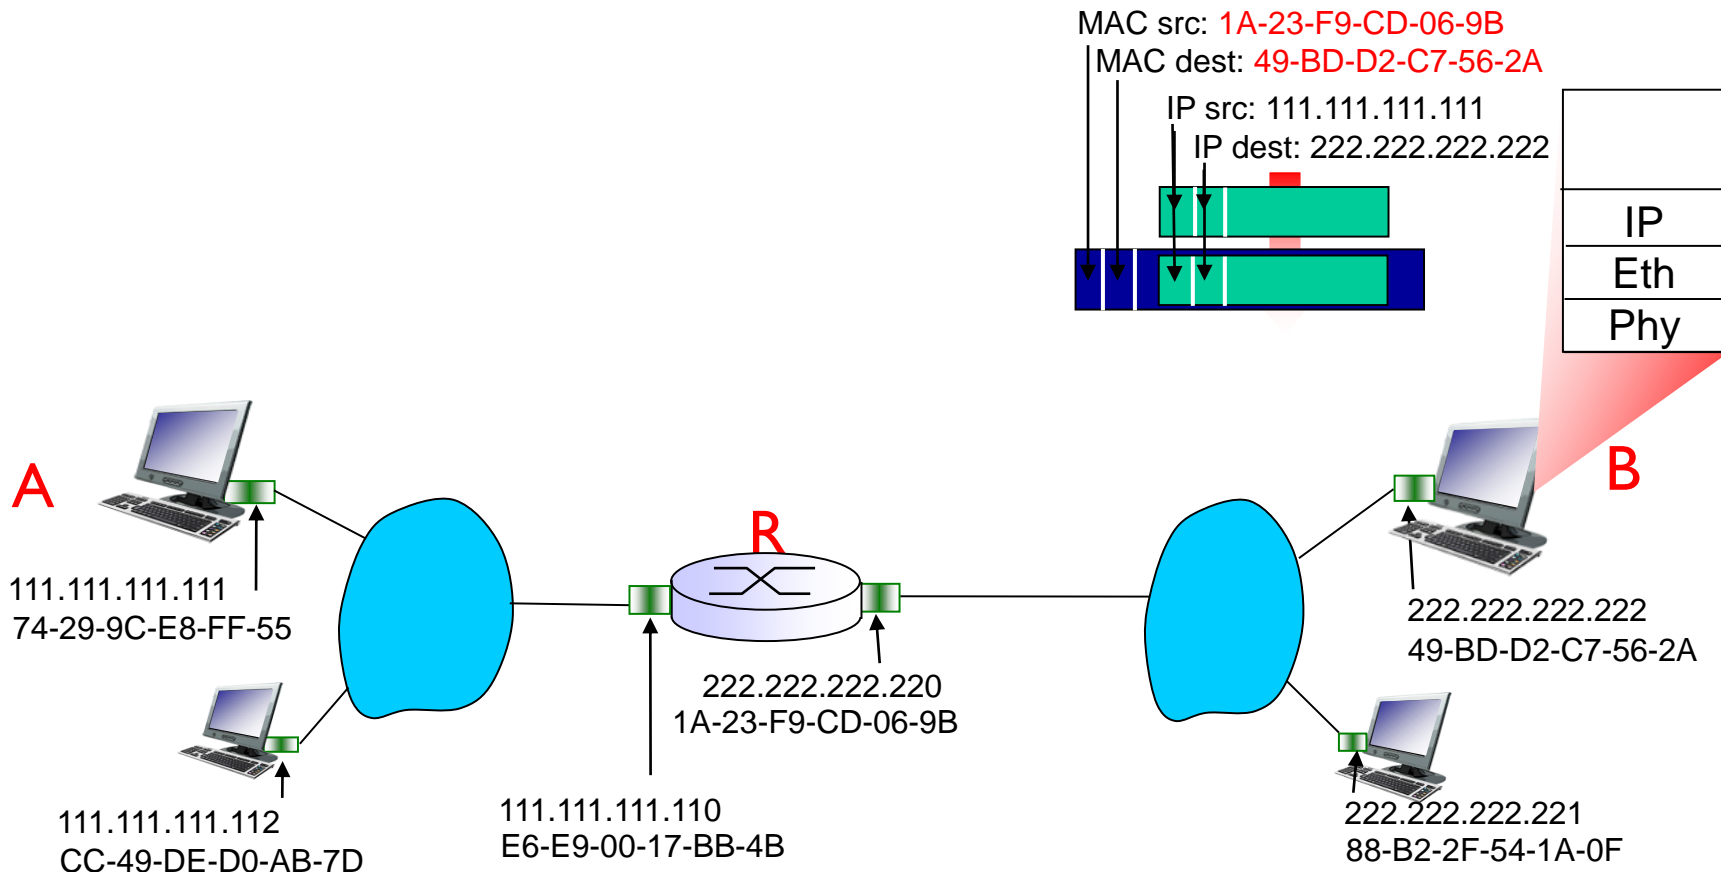 MAC src: 1A-23-F9-CD-06-9B
MAC dest: 49-BD-D2-C7-56-2A
IP src: 111.111.111.111
IP dest: 222.222.222.222
IP
Eth
Phy
A
R
B
111.111.111.111
74-29-9C-E8-FF-55
222.222.222.222
49-BD-D2-C7-56-2A
222.222.222.220
1A-23-F9-CD-06-9B
111.111.111.112
CC-49-DE-D0-AB-7D
111.111.111.110
E6-E9-00-17-BB-4B
222.222.222.221
88-B2-2F-54-1A-0F